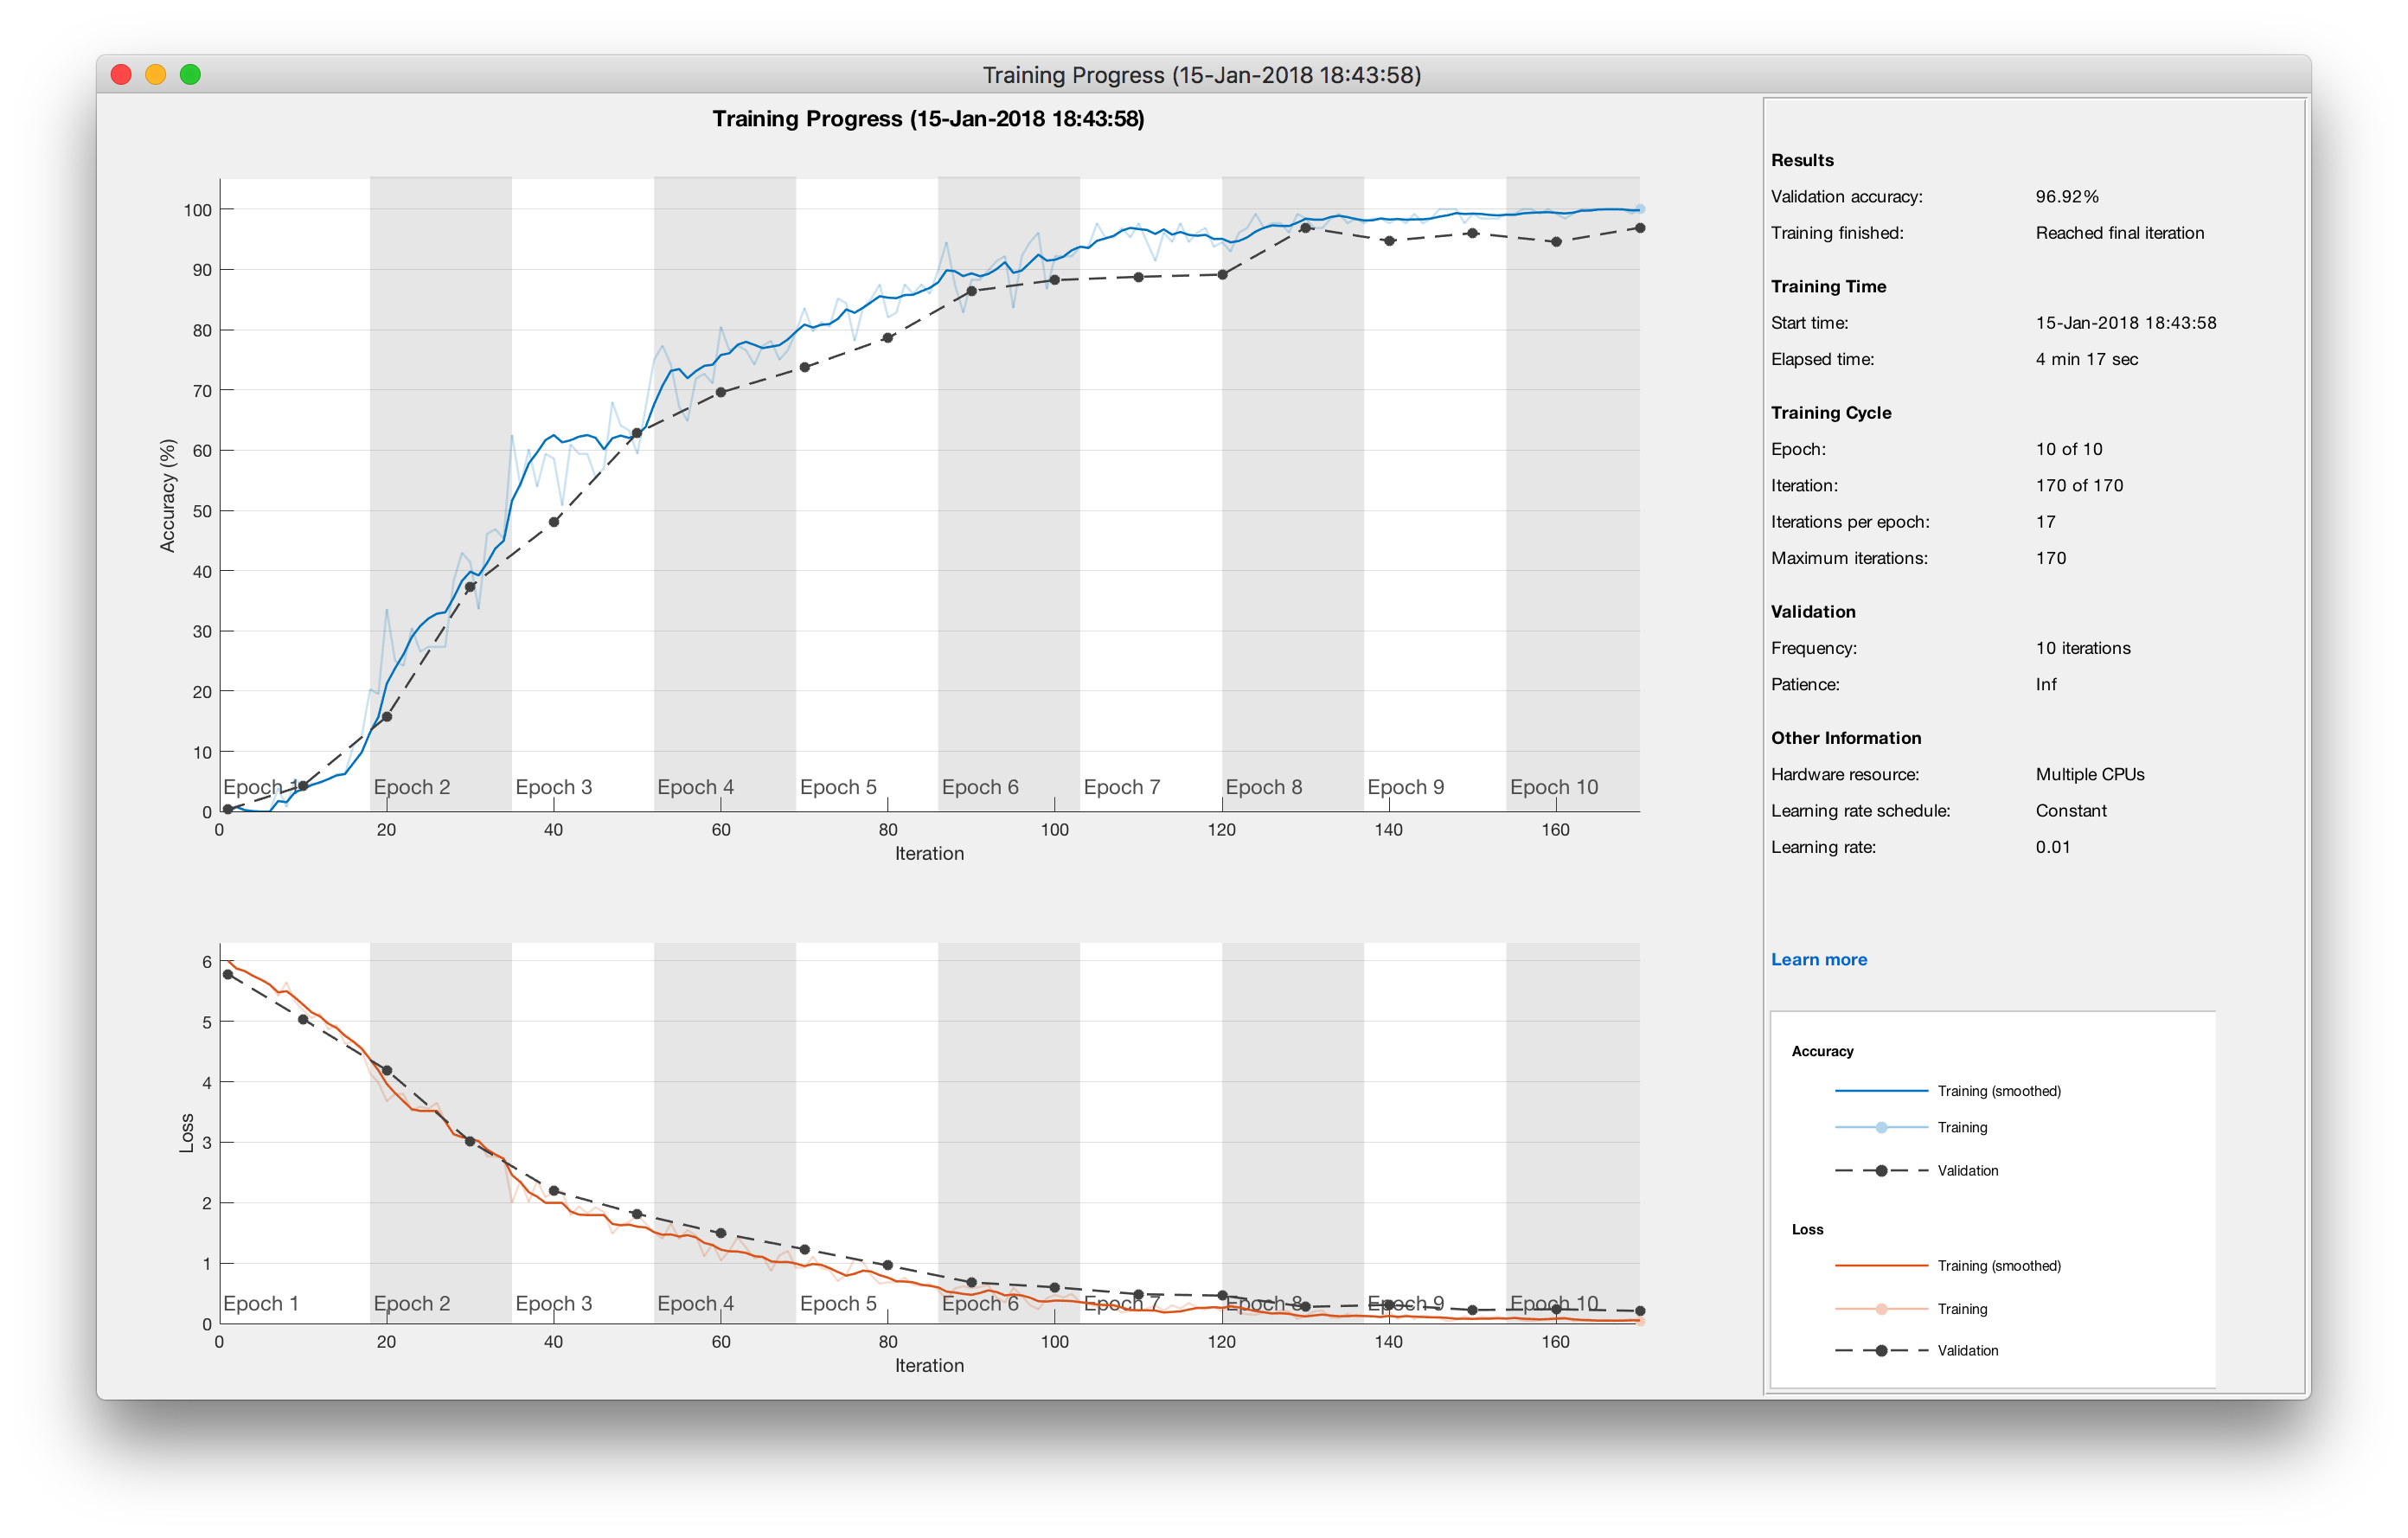 Training Progress (15-Jan-2018 18:43:58)
Training Progress (15-Jan-2018 18:43:58)
Accuracy (%)
100
90
80
70
60
50
40
30
20
10
0
Epoch 1 Epoch 2 Epoch 3 Epoch 4 Epoch 5 Epoch 6 Epoch 7 Epoch 8 Epoch 9 Epoch 10
0 20 40 60 80 100 120 140 160
Iteration
Loss
6
5
4
3
2
1
0
Epoch 1 Epoch 2 Epoch 3 Epoch 4 Epoch 5 Epoch 6 Epoch 7 Epoch 8 Epoch 9 Epoch 10
0 20 40 60 80 100 120 140 160
Iteration
Results
Validation accuracy: 96.92%
Training finished: Reached final iteration
Training Time
Start time: 15-Jan-2018 18:43:58
Elapsed time: 4 min 17 sec
Training Cycle
Epoch: 10 of 10
Iteration: 170 of 170
Iterations per epoch: 17
Maximum iterations: 170
Validation
Frequency: 10 iterations
Patience: Inf
Other Information
Hardware resource: Multiple CPUs
Learning rate schedule: Constant
Learning rate: 0.01
Learn more
Accuracy
Training (smoothed)
Training
Validation
Loss
Training (smoothed)
Training
Validation